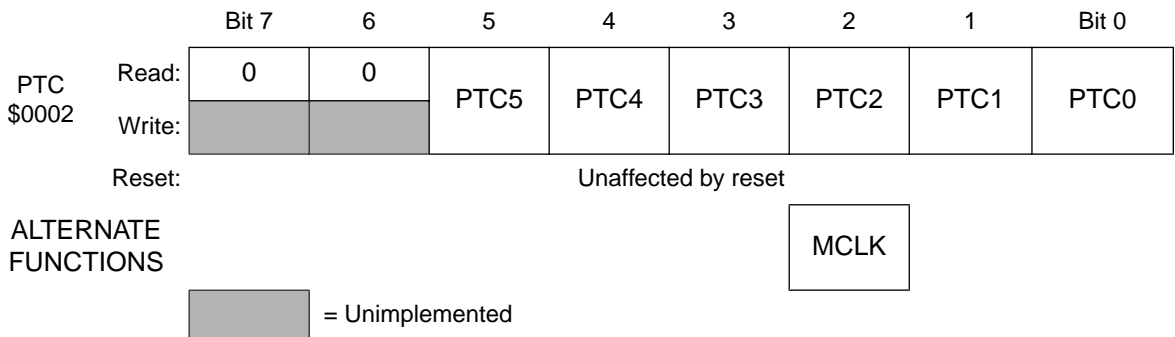 Bit 7 6 5 4 3 2 1 Bit 0
PTC
$0002
Read: 0 0 PTC5 PTC4 PTC3 PTC2 PTC1 PTC0
Write:
Reset: Unaffected by reset
ALTERNATE
FUNCTIONS
MCLK
= Unimplemented